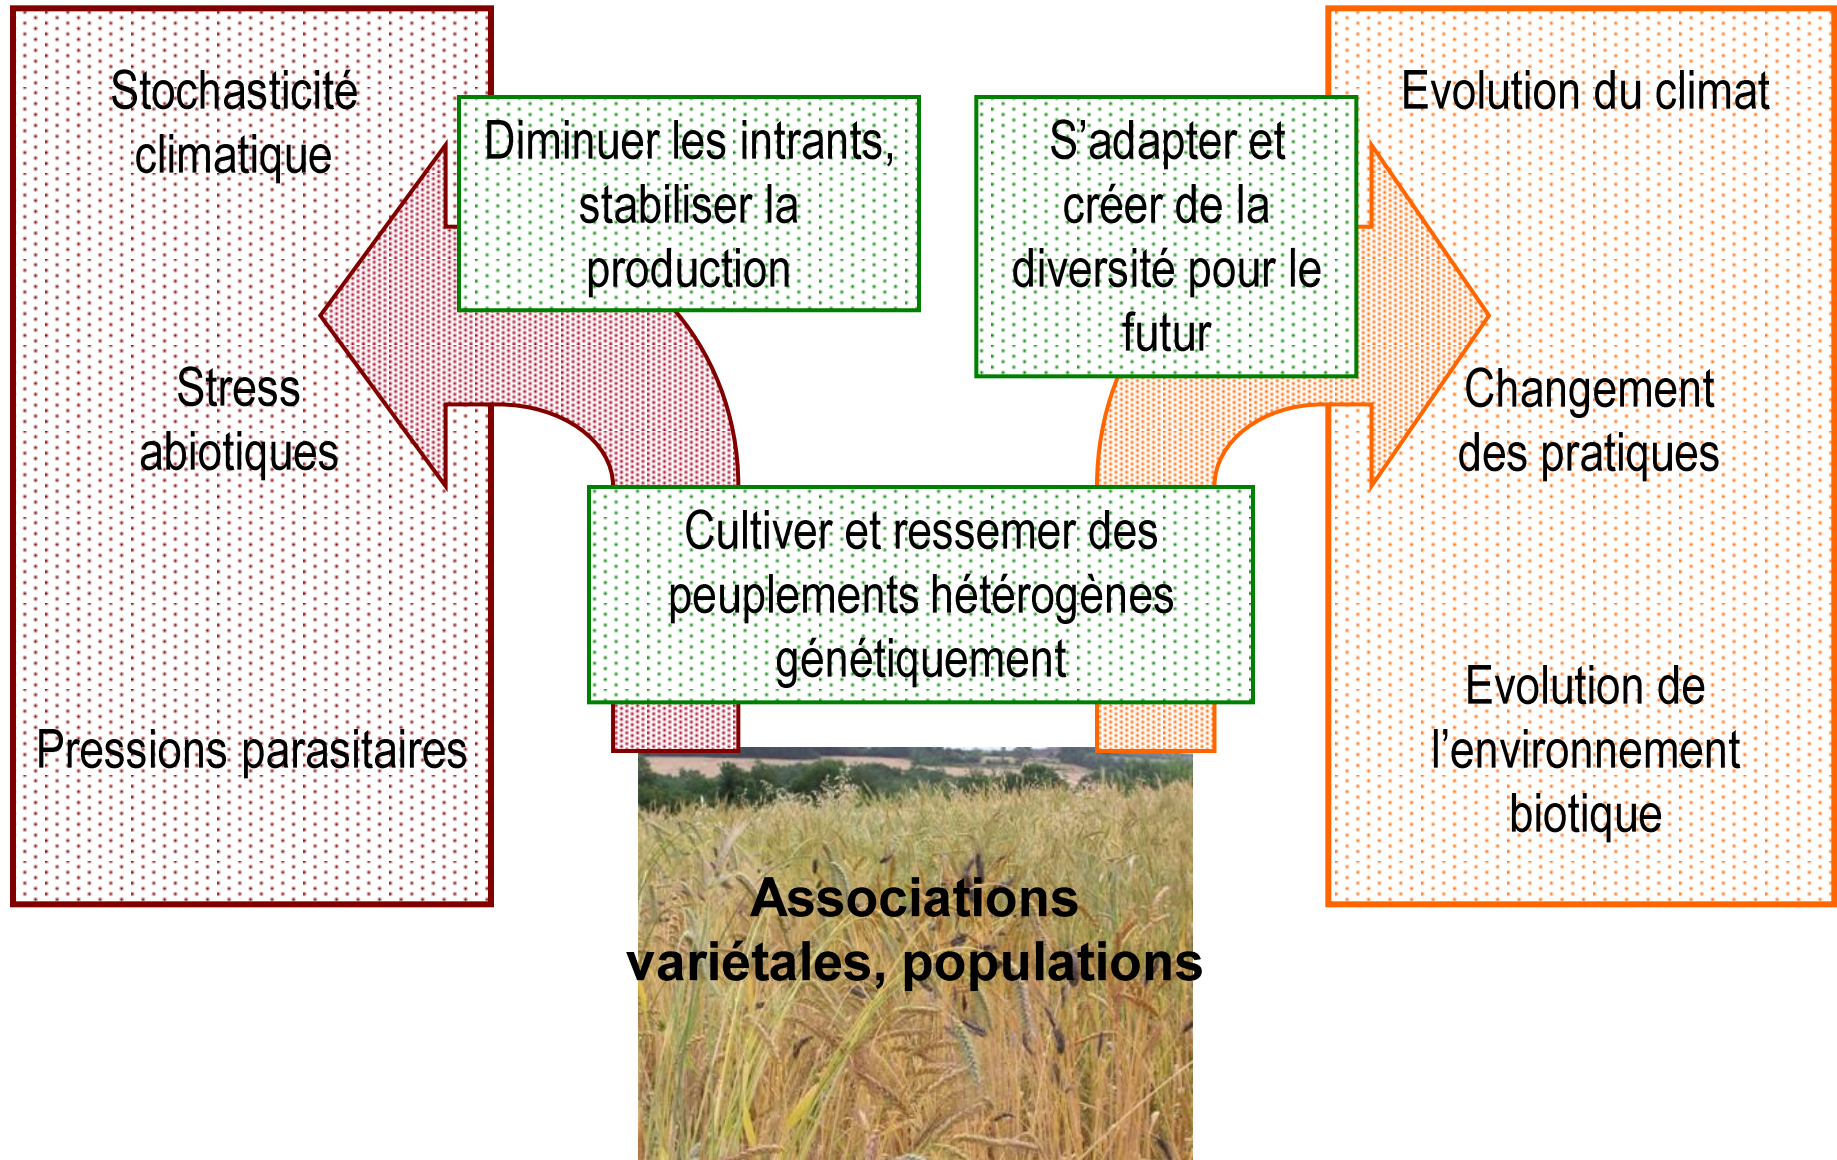 Stochasticité
climatique
Stress
abiotiques
Pressions parasitaires
Diminuer les intrants,
stabiliser la
production
S’adapter et
créer de la
diversité pour le
futur
Evolution du climat
Changement
des pratiques
Evolution de
l’environnement
biotique
Cultiver et ressemer des
peuplements hétérogènes
génétiquement
Associations
variétales, populations